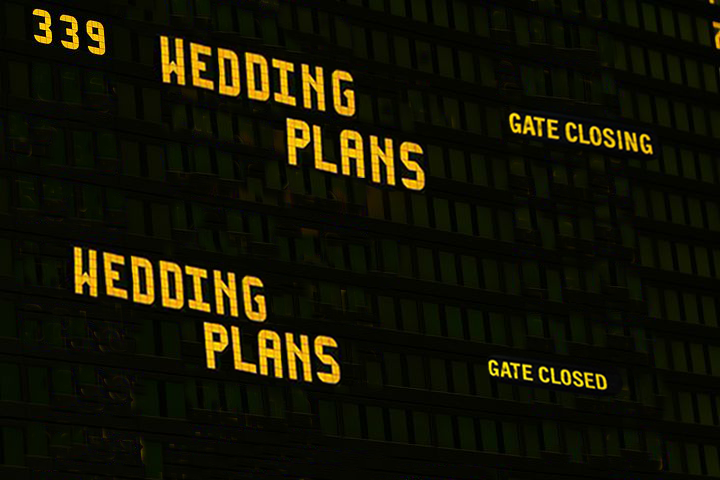 339
WEDDING
PLANS
GATE CLOSING
WEDDING
PLANS
GATE CLOSED